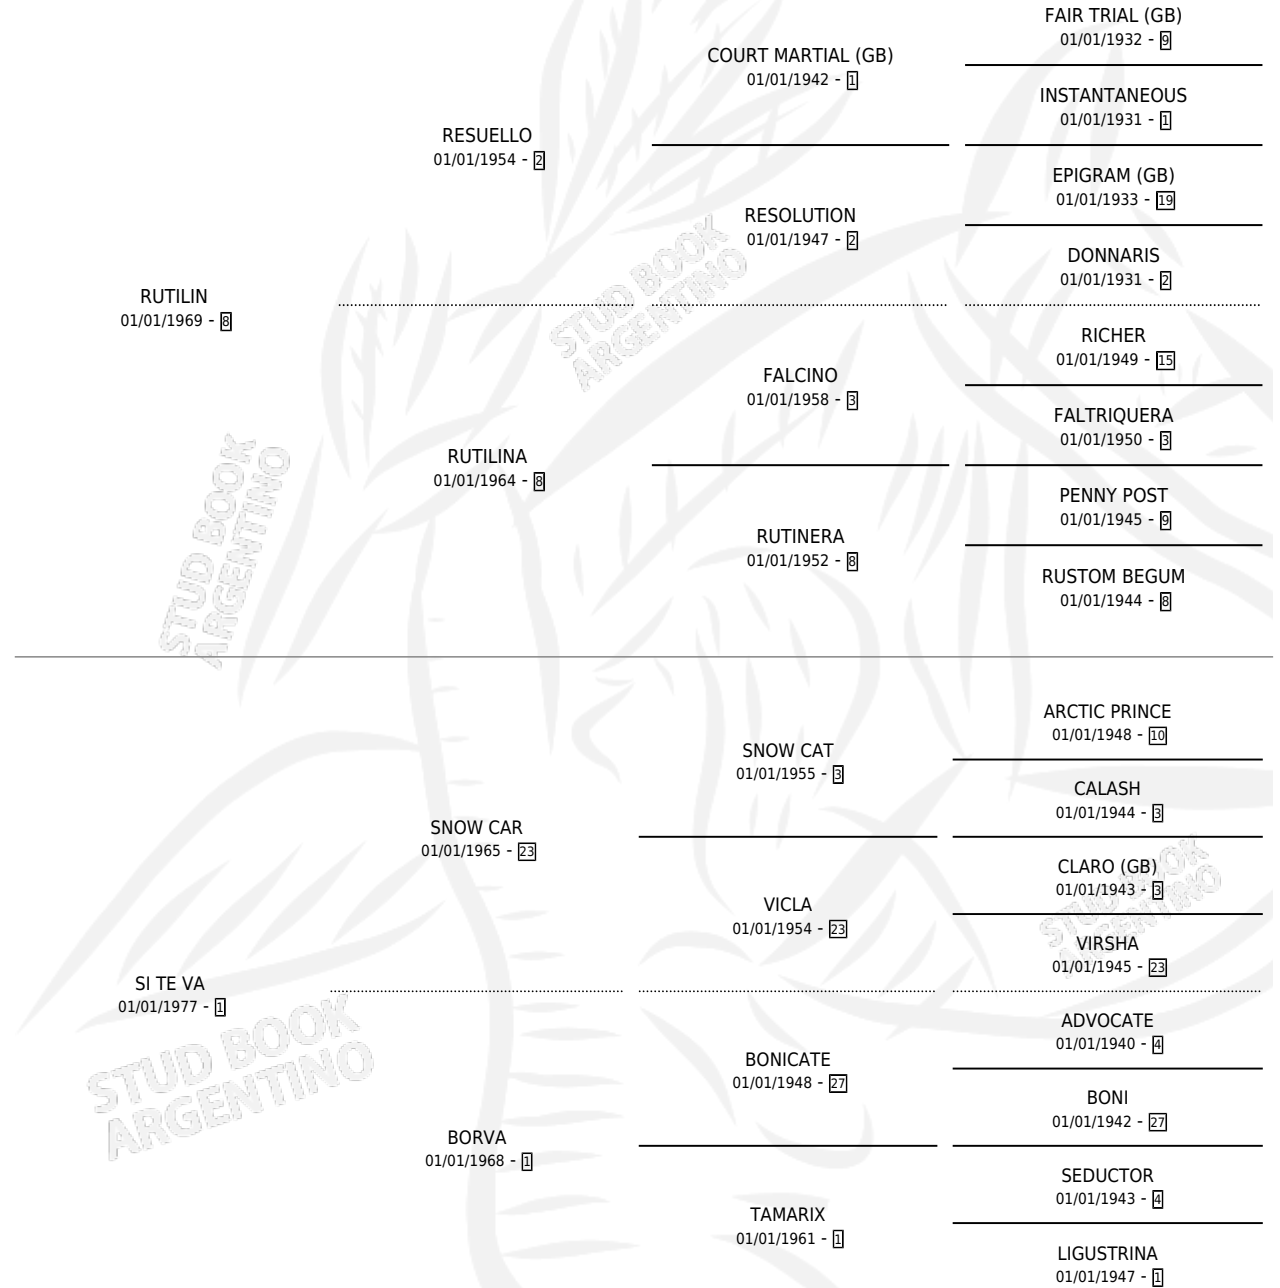 FAIR TRIAL (GB)
01/01/1932 - 9
COURT MARTIAL (GB)
01/01/1942 - 1
INSTANTANEOUS
01/01/1931 - 1
RESUELLO
01/01/1954 - 2
EPIGRAM (GB)
01/01/1933 - 19
RESOLUTION
01/01/1947 - 2
DONNARIS
01/01/1931 - 2
RUTILIN
01/01/1969 - 8
RICHER
01/01/1949 - 15
FALCINO
01/01/1958 - 3
FALTRIQUERA
01/01/1950 - 3
RUTILINA
01/01/1964 - 8
PENNY POST
01/01/1945 - 9
RUTINERA
01/01/1952 - 8
RUSTOM BEGUM
01/01/1944 - 8
STUD BOOK
ARGENTINO
STUD BOOK
ARGENTINO
ARCTIC PRINCE
01/01/1948 - 10
SNOW CAT
01/01/1955 - 3
CALASH
01/01/1944 - 3
SNOW CAR
01/01/1965 - 23
CLARO (GB)
01/01/1943 - 3
VICLA
01/01/1954 - 23
VIRSHA
01/01/1945 - 23
SI TE VA
01/01/1977 - 1
ADVOCATE
01/01/1940 - 4
BONICATE
01/01/1948 - 27
BONI
01/01/1942 - 27
BORVA
01/01/1968 - 1
SEDUCTOR
01/01/1943 - 4
TAMARIX
01/01/1961 - 1
LIGUSTRINA
01/01/1947 - 1
STUD BOOK
ARGENTINO
STUD BOOK
ARGENTINO